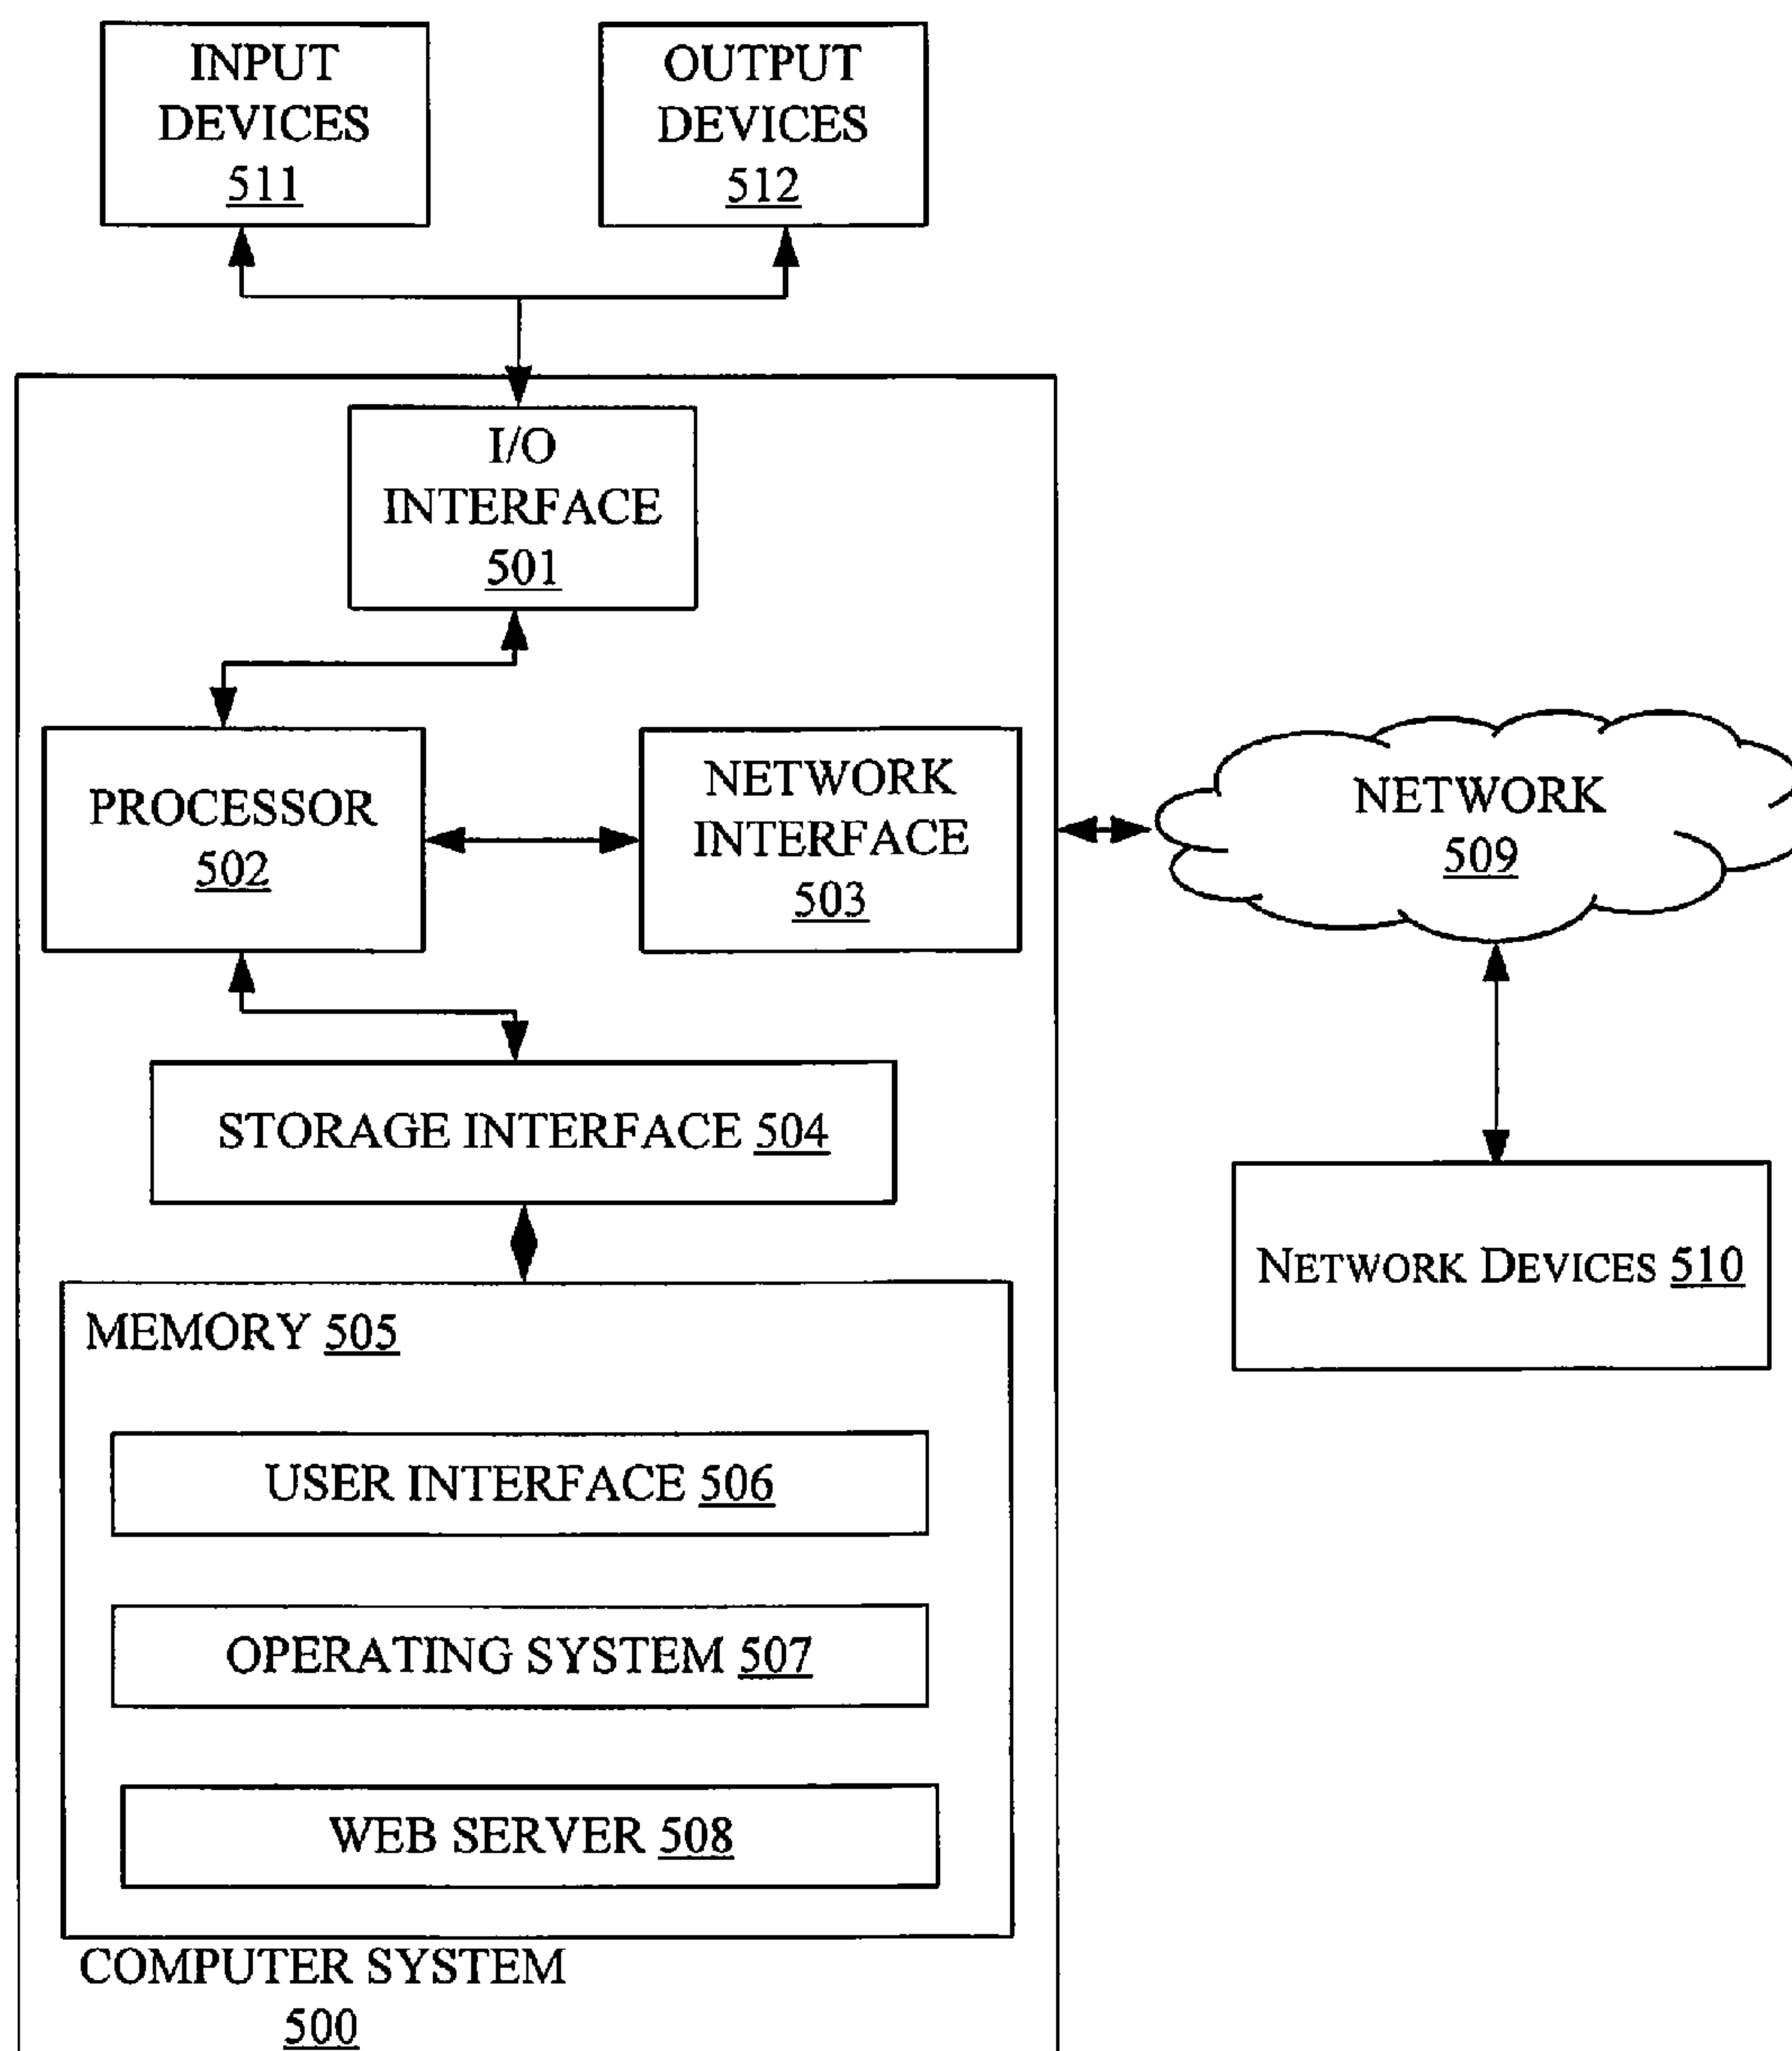 INPUT
DEVICES
511
OUTPUT
DEVICES
512
I/O
INTERFACE
501
PROCESSOR
502
NETWORK
INTERFACE
503
NETWORK
509
STORAGE INTERFACE 504
NETWORK DEVICES 510
MEMORY 505
USER INTERFACE 506
OPERATING SYSTEM 507
WEB SERVER 508
COMPUTER SYSTEM
500